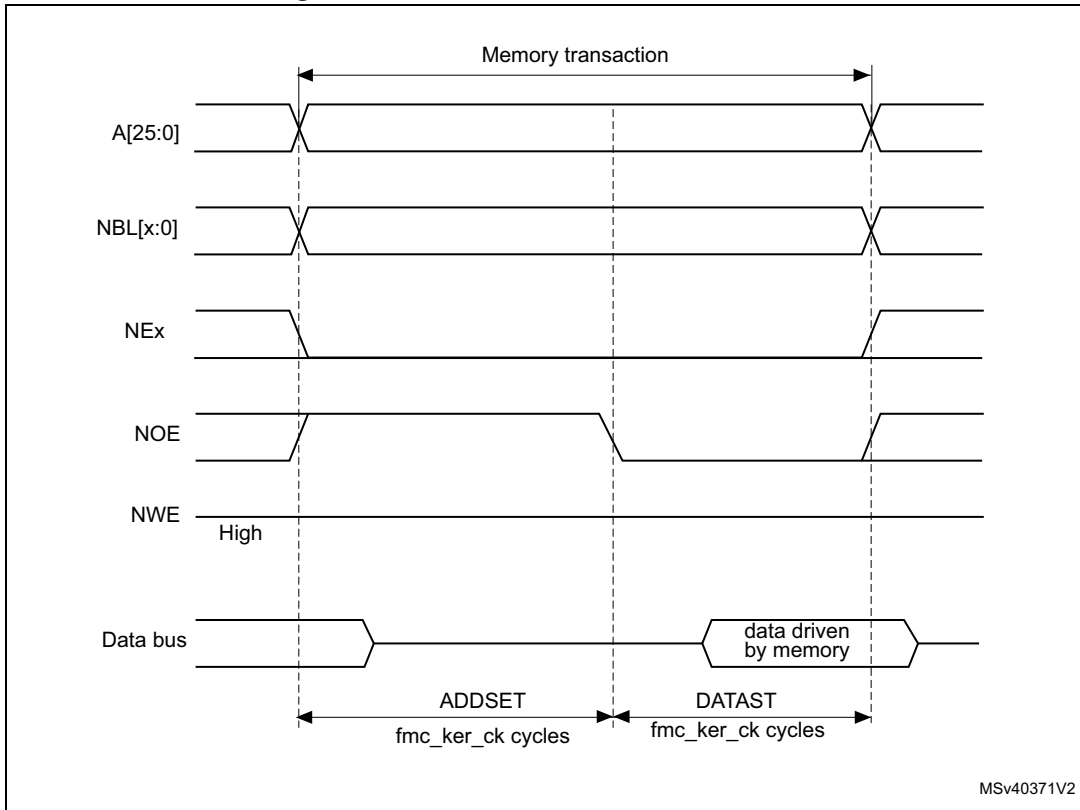 Memory transaction
A[25:0]
NBL[x:0]
NEx
NOE
NWE
High
Data bus
data driven
by memory
ADDSET
DATAST
fmc_ker_ck cycles
fmc_ker_ck cycles
MSv40371V2